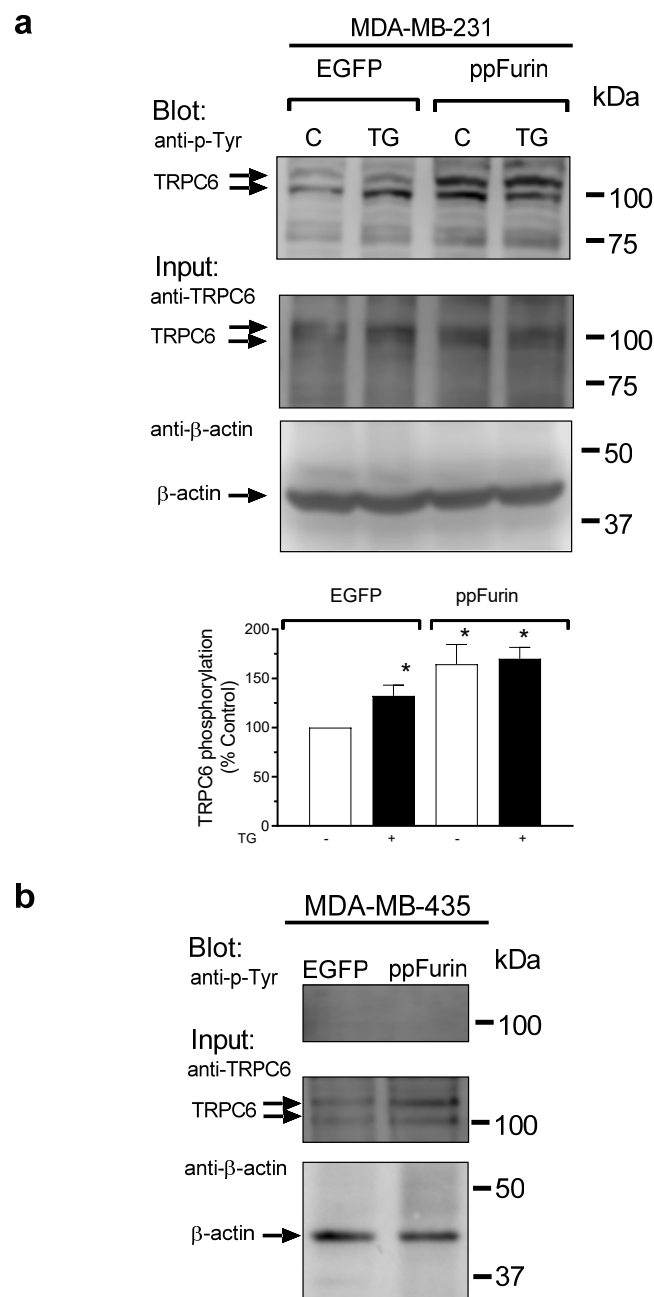 a
MDA-MB-231
EGFP ppFurin
kDa
Blot:
anti-p-Tyr C TG C TG
TRPC6
100
75
Input:
anti-TRPC6
TRPC6
100
75
anti-β-actin
50
β-actin
37
EGFP ppFurin
200
* * *
150
100
50
0
TRPC6 phosphorylation
(% Control)
TG - + - +
b
MDA-MB-435
Blot:
anti-p-Tyr EGFP ppFurin kDa
100
Input:
anti-TRPC6
TRPC6
100
anti-β-actin
50
β-actin
37